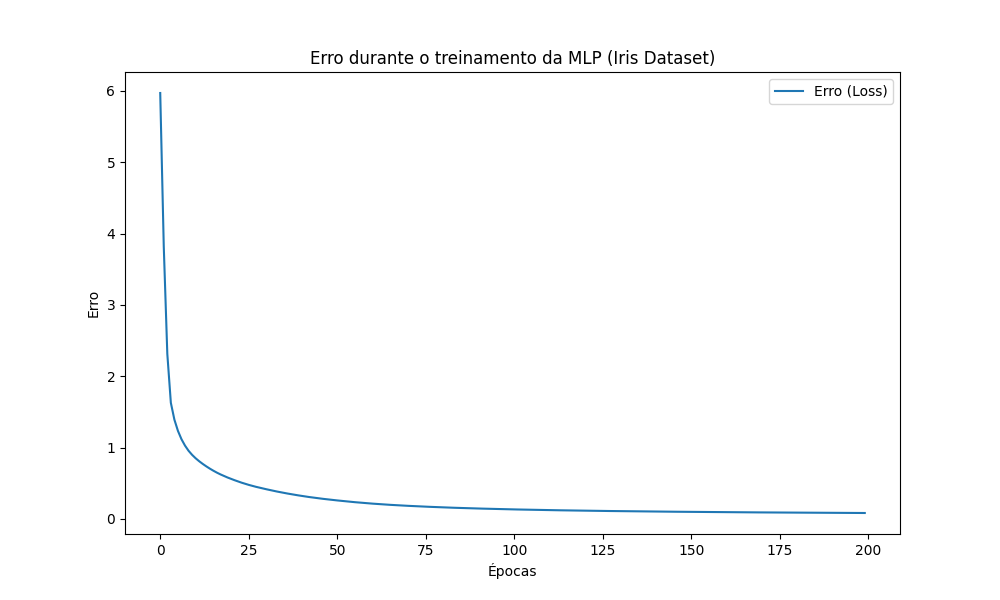 Erro durante o treinamento da MLP (Iris Dataset)
Erro (Loss)
6
5
4
3
2
1
0
Erro
0 25 50 75 100 125 150 175 200
Épocas